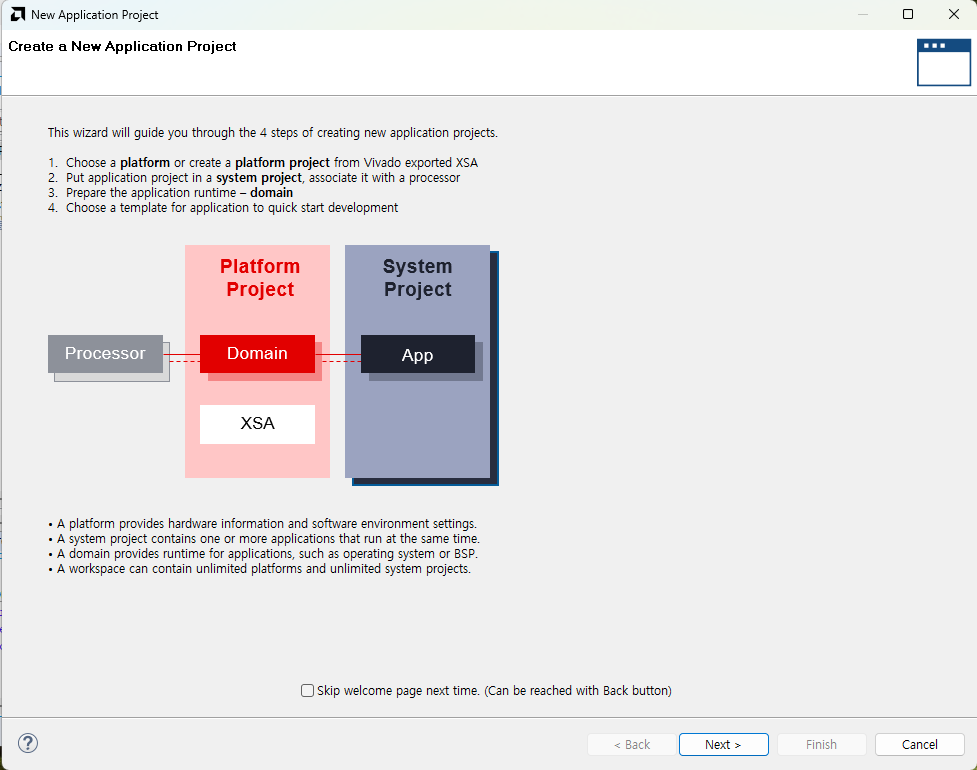 New Application Project
Create a New Application Project
This wizard will guide you through the 4 steps of creating new application projects.
1. Choose a platform or create a platform project from Vivado exported XSA
2. Put application project in a system project, associate it with a processor
3. Prepare the application runtime – domain
4. Choose a template for application to quick start development
Platform
Project
System
Project
Processor
Domain
App
XSA
• A platform provides hardware information and software environment settings.
• A system project contains one or more applications that run at the same time.
• A domain provides runtime for applications, such as operating system or BSP.
• A workspace can contain unlimited platforms and unlimited system projects.
Skip welcome page next time. (Can be reached with Back button)
? < Back Next > Finish Cancel